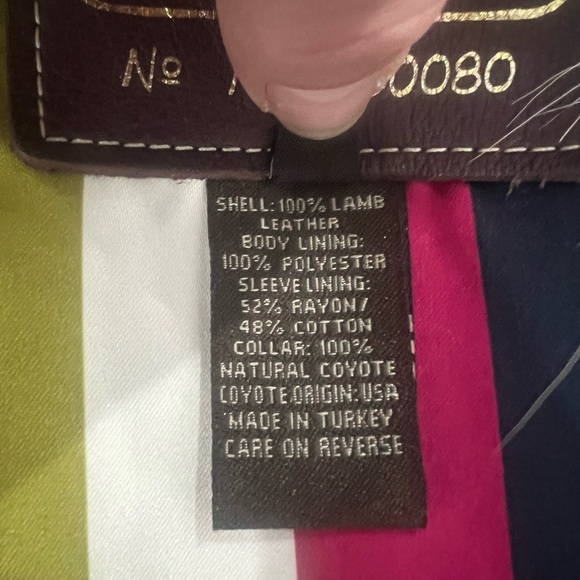 Nº 0080
SHELL: 100% LAMB
LEATHER
BODY LINING:
100% POLYESTER
SLEEVE LINING:
52% RAYON/
48% COTTON
COLLAR: 100%
NATURAL COYOTE
COYOTE.ORIGIN: USA
MADE IN TURKEY
CARE ON REVERSE